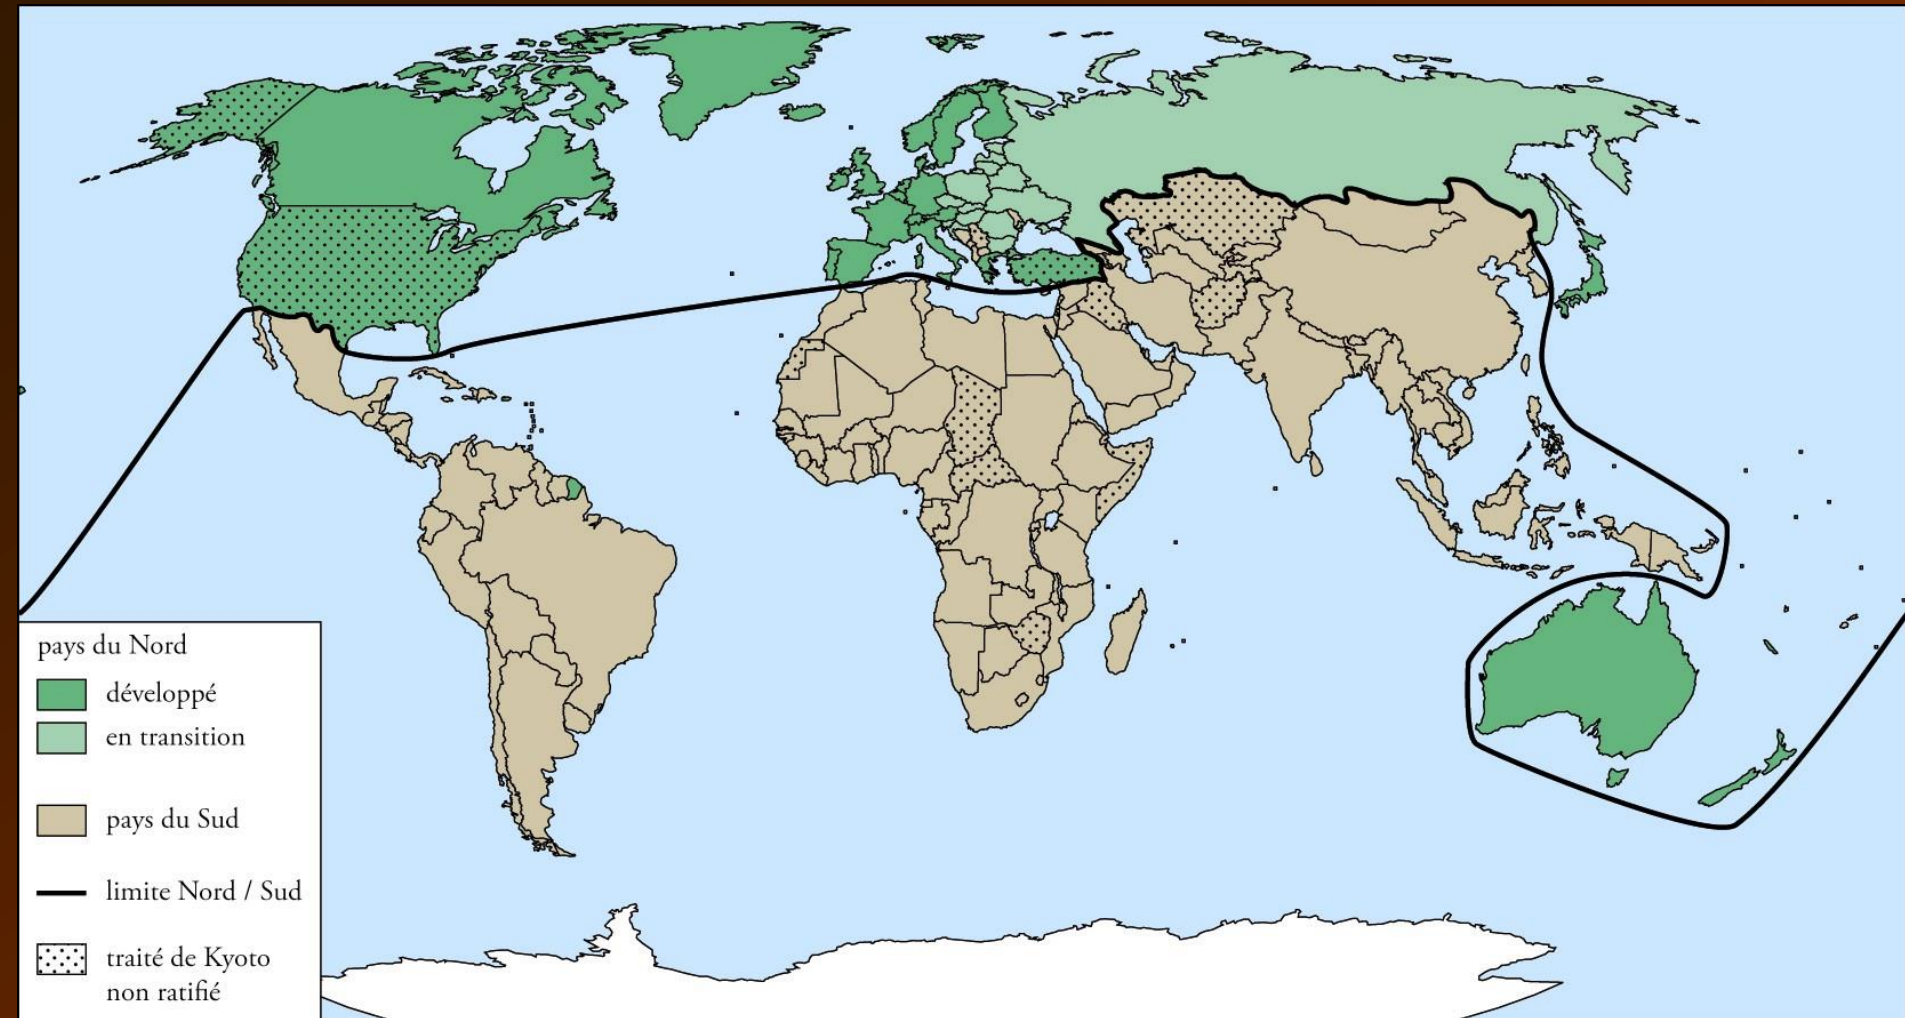 pays du Nord
développé
en transition
pays du Sud
limite Nord / Sud
traité de Kyoto
non ratifié